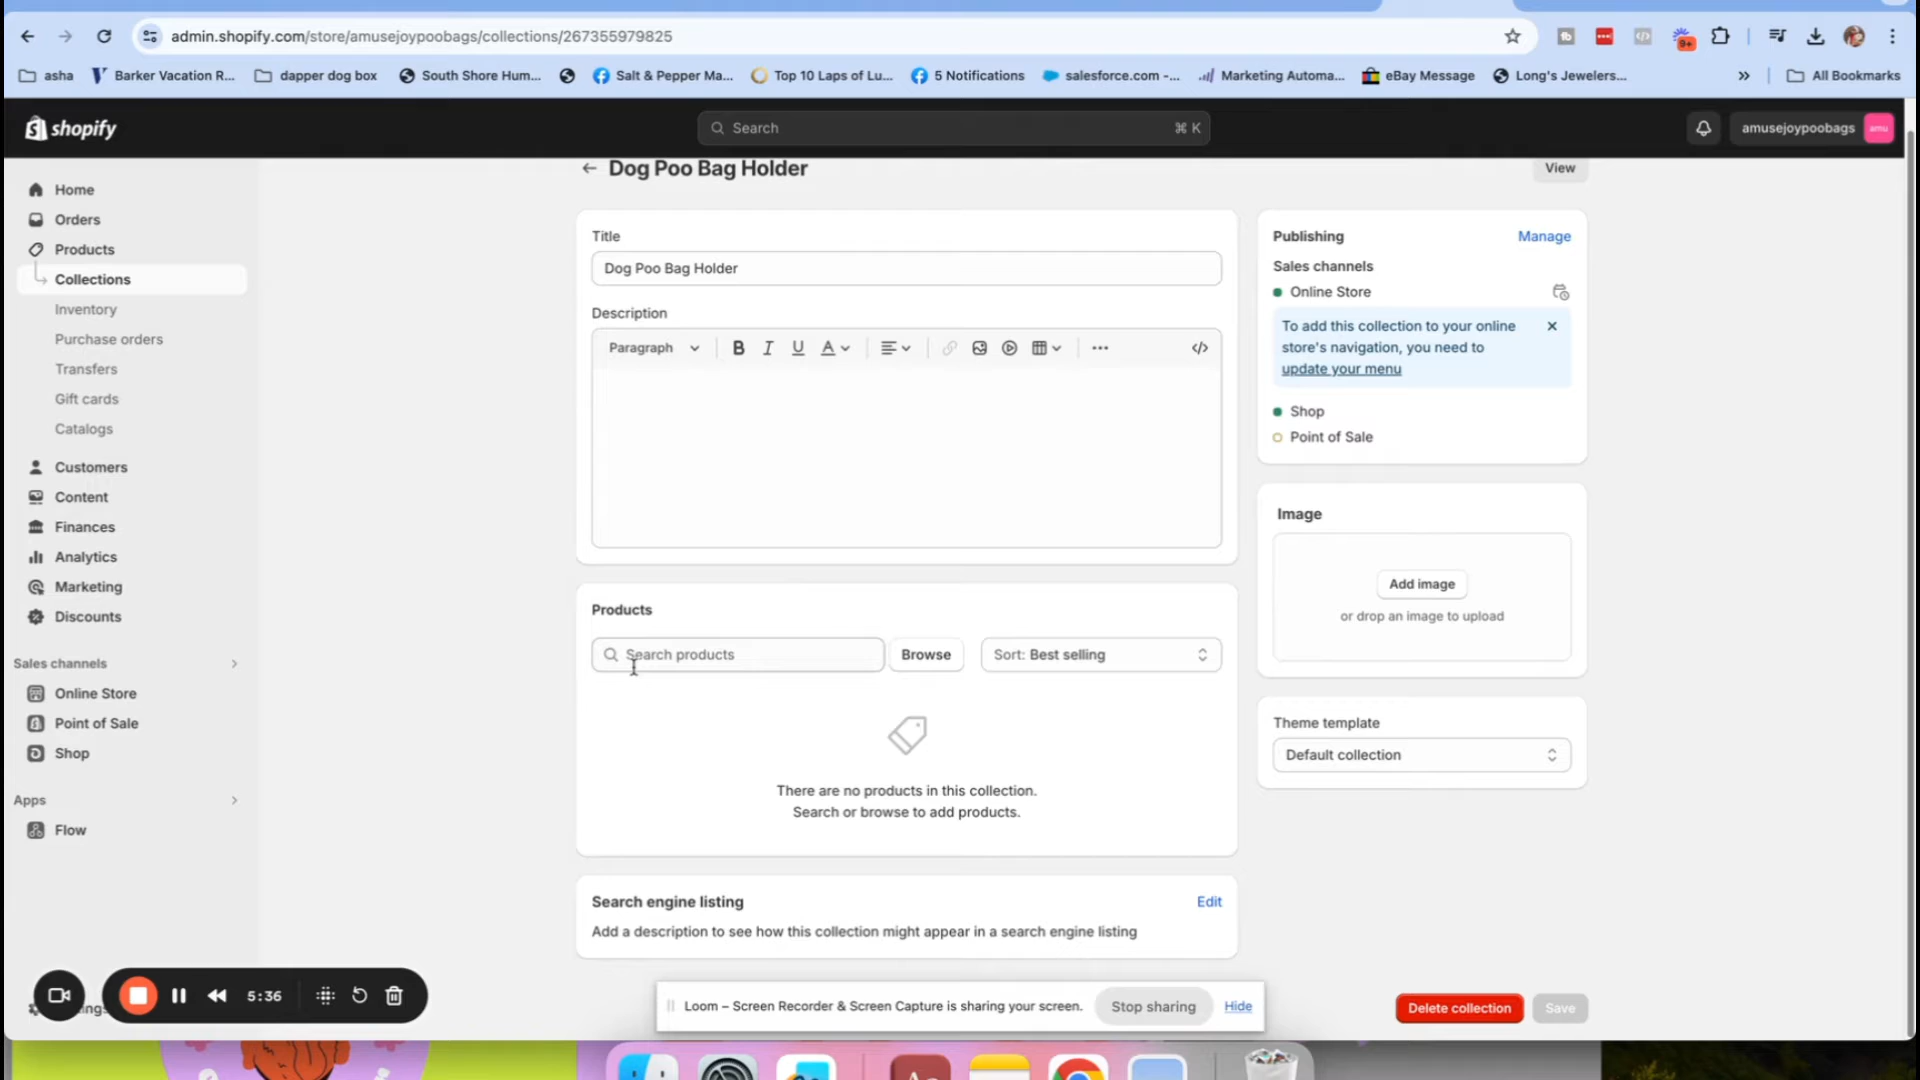 admin.shopify.com/store/amusejoypoobags/collections/267355979825
9+
asha
Barker Vacation R...
dapper dog box
South Shore Hum...
Salt & Pepper Ma...
Top 10 Laps of Lu...
5 Notifications
salesforce.com -...
Marketing Automa...
eBay Message
Long's Jewelers...
All Bookmarks
shopify
Search
⌘ K
amusejoypoobags
amu
Dog Poo Bag Holder
View
Home
Orders
Products
Collections
Inventory
Purchase orders
Transfers
Gift cards
Catalogs
Customers
Content
Finances
Analytics
Marketing
Discounts
Sales channels
Online Store
Point of Sale
Shop
Apps
Flow
Title
Dog Poo Bag Holder
Description
Paragraph
B I U A
Products
Search products
Browse
Sort: Best selling
There are no products in this collection.
Search or browse to add products.
Search engine listing
Edit
Add a description to see how this collection might appear in a search engine listing
Publishing
Manage
Sales channels
Online Store
To add this collection to your online
store's navigation, you need to
update your menu
Shop
Point of Sale
Image
Add image
or drop an image to upload
Theme template
Default collection
5:36
Loom – Screen Recorder & Screen Capture is sharing your screen.
Stop sharing
Hide
Delete collection
Save